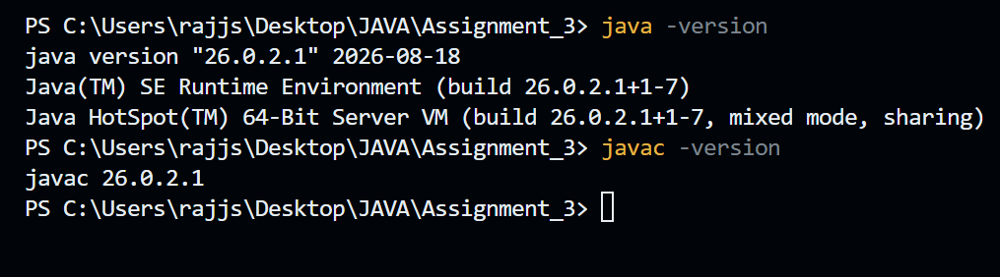 PS C:\Users\rajjs\Desktop\JAVA\Assignment_3> java -version
java version "26.0.2.1" 2026-08-18
Java(TM) SE Runtime Environment (build 26.0.2.1+1-7)
Java HotSpot(TM) 64-Bit Server VM (build 26.0.2.1+1-7, mixed mode, sharing)
PS C:\Users\rajjs\Desktop\JAVA\Assignment_3> javac -version
javac 26.0.2.1
PS C:\Users\rajjs\Desktop\JAVA\Assignment_3>